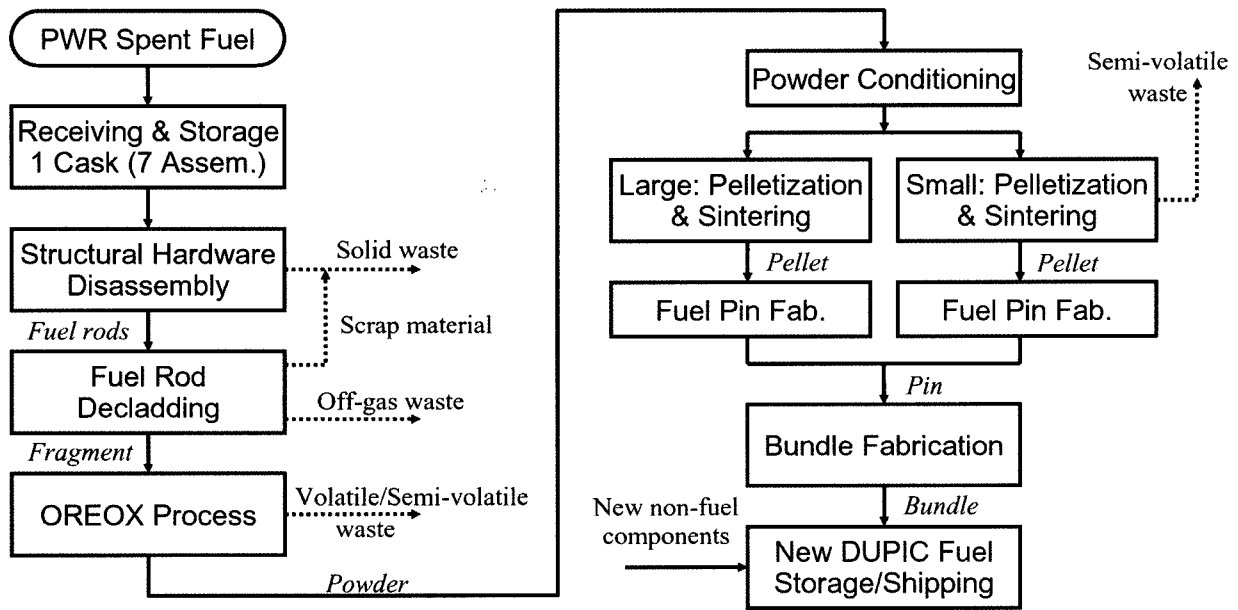 PWR Spent Fuel
Receiving & Storage
1 Cask (7 Assem.)
Structural Hardware
Disassembly
Solid waste
Fuel rods
Scrap material
Fuel Rod
Decladding
Off-gas waste
Fragment
OREOX Process
Volatile/Semi-volatile
waste
Powder
Powder Conditioning
Semi-volatile
waste
Large: Pelletization
& Sintering
Small: Pelletization
& Sintering
Pellet
Pellet
Fuel Pin Fab.
Fuel Pin Fab.
Pin
Bundle Fabrication
Bundle
New non-fuel
components
New DUPIC Fuel
Storage/Shipping